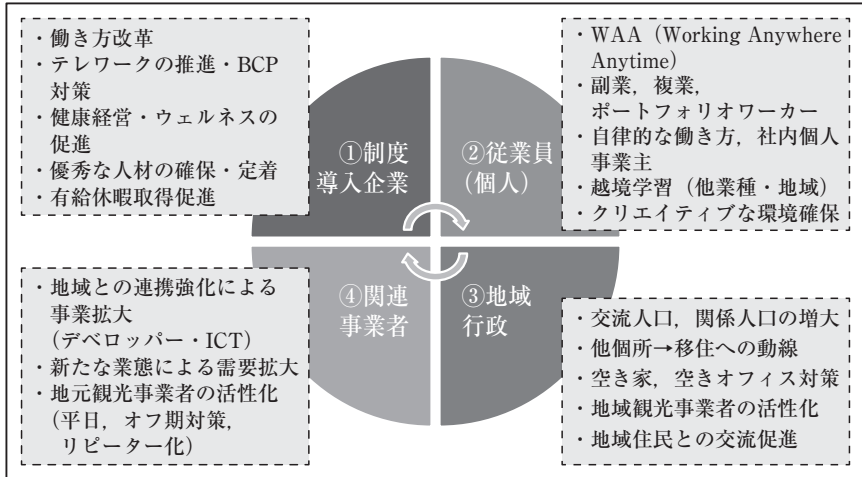 ・働き方改革
・テレワークの推進・BCP
対策
・健康経営・ウェルネスの
促進
・優秀な人材の確保・定着
・有給休暇取得促進
①制度
導入企業
②従業員
(個人)
・WAA（Working Anywhere
Anytime）
・副業，複業，
ポートフォリオワーカー
・自律的な働き方，社内個人
事業主
・越境学習（他業種・地域）
・クリエイティブな環境確保
・地域との連携強化による
事業拡大
(デベロッパー・ICT)
・新たな業態による需要拡大
・地元観光事業者の活性化
(平日，オフ期対策，
リピーター化)
④関連
事業者
③地域
行政
・交流人口，関係人口の増大
・他個所→移住への動線
・空き家，空きオフィス対策
・地域観光事業者の活性化
・地域住民との交流促進